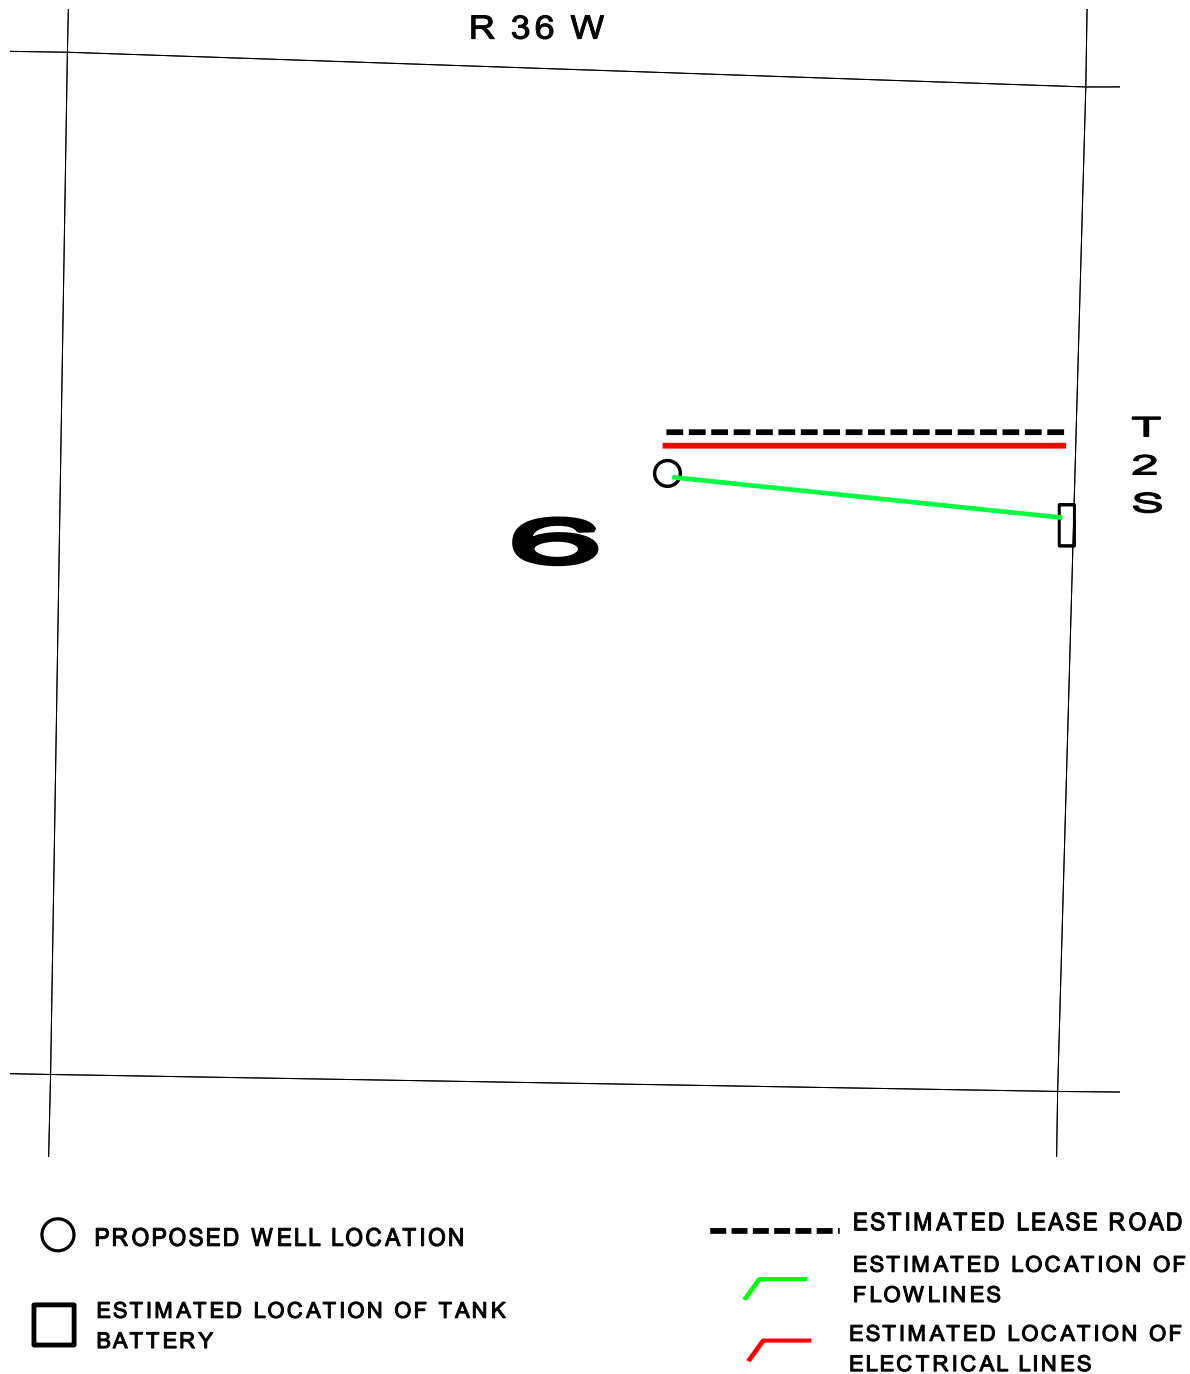 R 36 W
T
2
S
6
PROPOSED WELL LOCATION
ESTIMATED LOCATION OF TANK
BATTERY
ESTIMATED LEASE ROAD
ESTIMATED LOCATION OF
FLOWLINES
ESTIMATED LOCATION OF
ELECTRICAL LINES